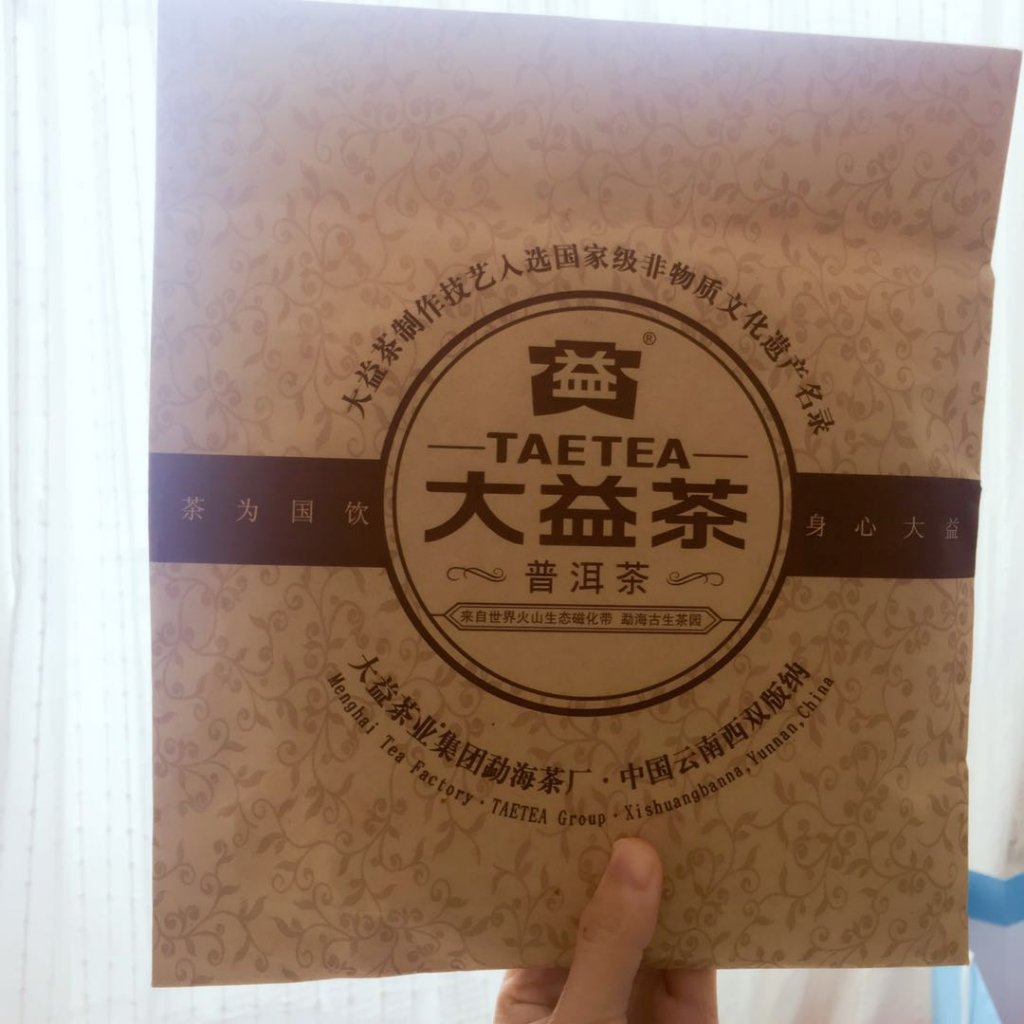 大益茶制作技艺入选国家级非物质文化遗产名录
益®
TAETEA
大益茶
茶为国饮
身心大益
普洱茶
来自世界火山生态磁化带 勐海古生茶园
大益茶业集团勐海茶厂·中国云南西双版纳
Menghai Tea Factory·TAETEA Group·Xishuangbanna,Yunnan,China